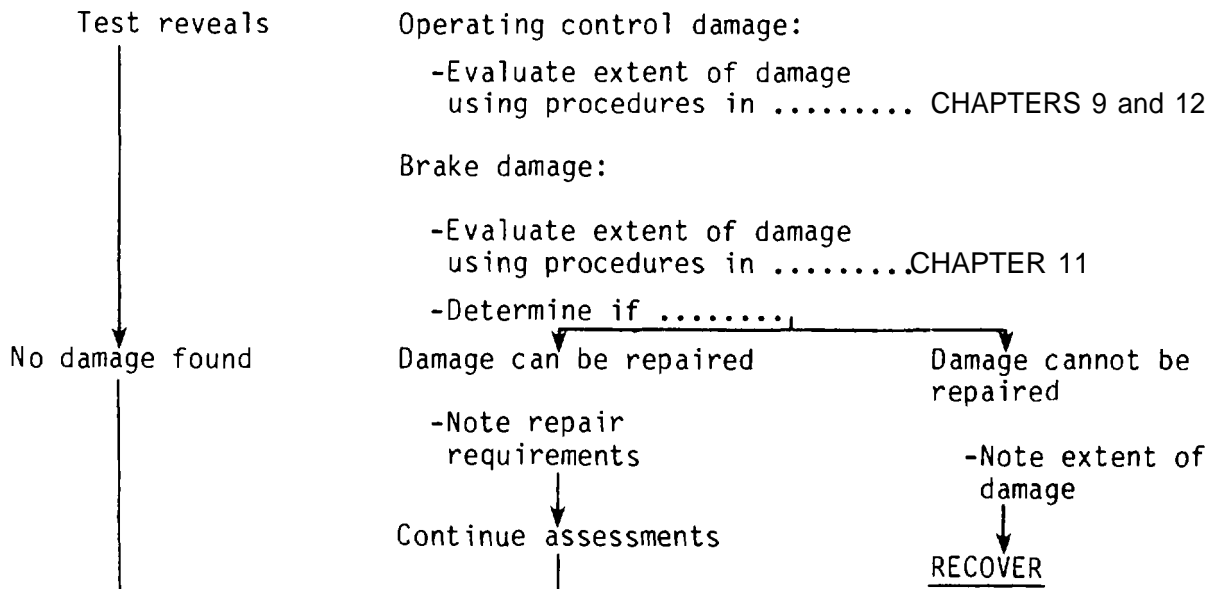 Test reveals
Operating control damage:
-Evaluate extent of damage
using procedures in ......... CHAPTERS 9 and 12
Brake damage:
-Evaluate extent of damage
using procedures in .........CHAPTER 11
-Determine if ........
No damage found
Damage can be repaired
-Note repair
requirements
Continue assessments
Damage cannot be
repaired
-Note extent of
damage
RECOVER